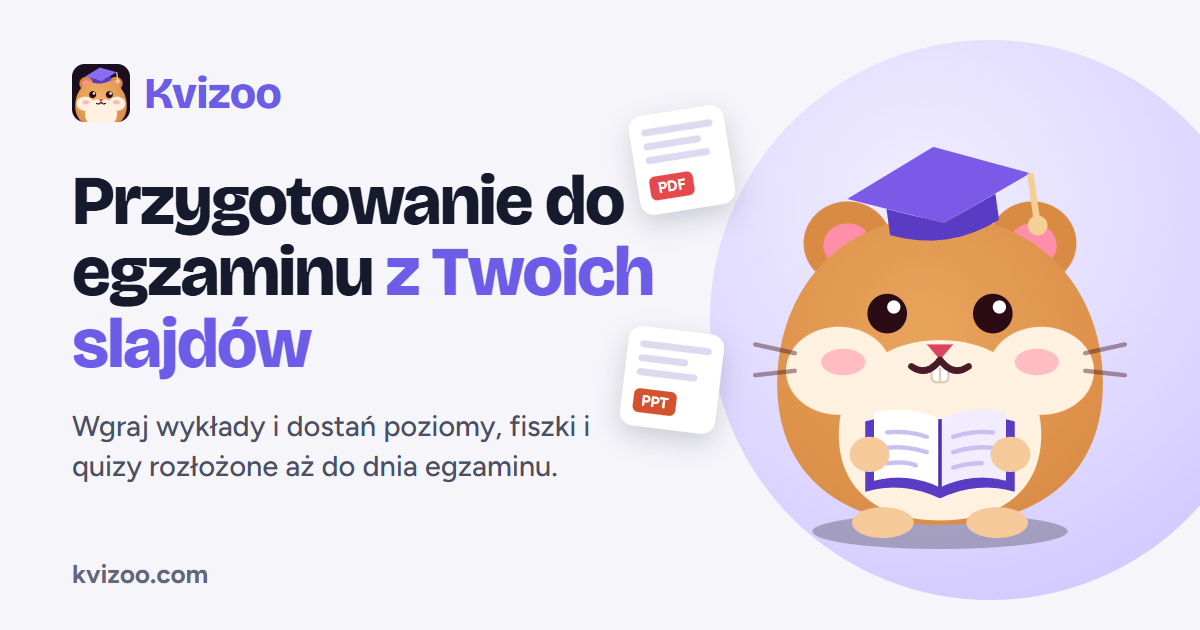 Kvizoo
Przygotowanie do
egzaminu z Twoich
slajdów
Wgraj wykłady i dostań poziomy, fiszki i
quizy rozłożone aż do dnia egzaminu.
kvizoo.com
PDF
PPT